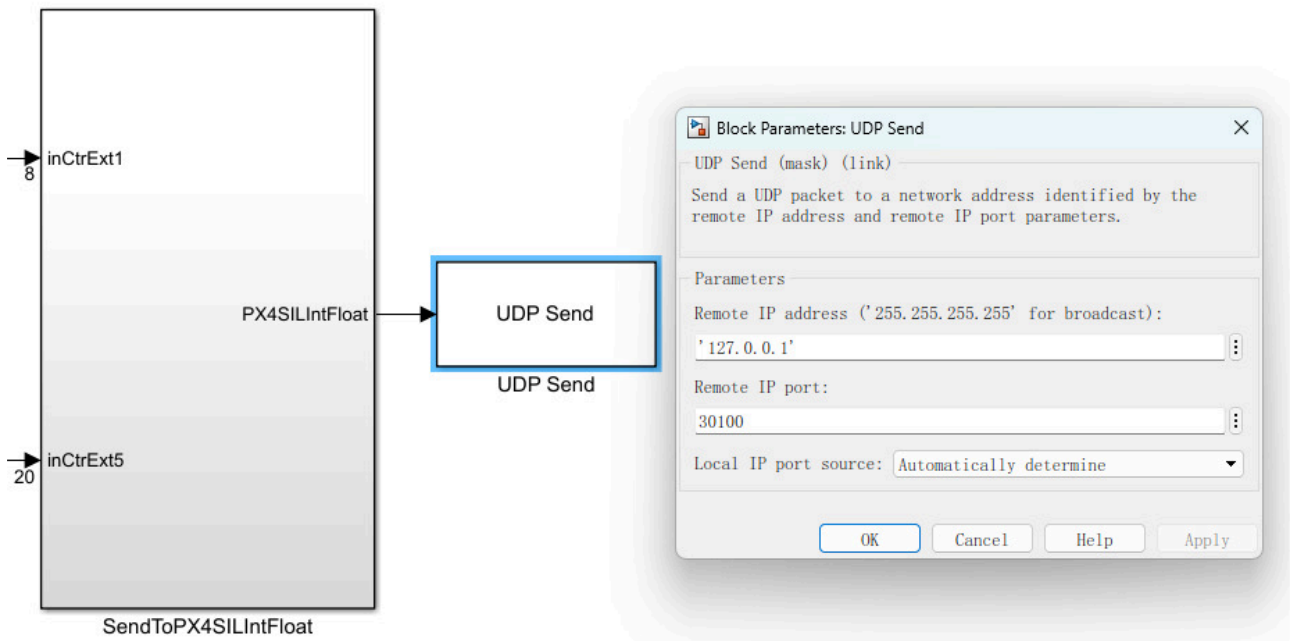 inCtrExt1
8
PX4SILIntFloat
inCtrExt5
20
SendToPX4SILIntFloat
UDP Send
UDP Send
Block Parameters: UDP Send
UDP Send (mask) (link)
Send a UDP packet to a network address identified by the
remote IP address and remote IP port parameters.
Parameters
Remote IP address ('255.255.255.255' for broadcast):
'127.0.0.1'
Remote IP port:
30100
Local IP port source: Automatically determine
OK Cancel Help Apply